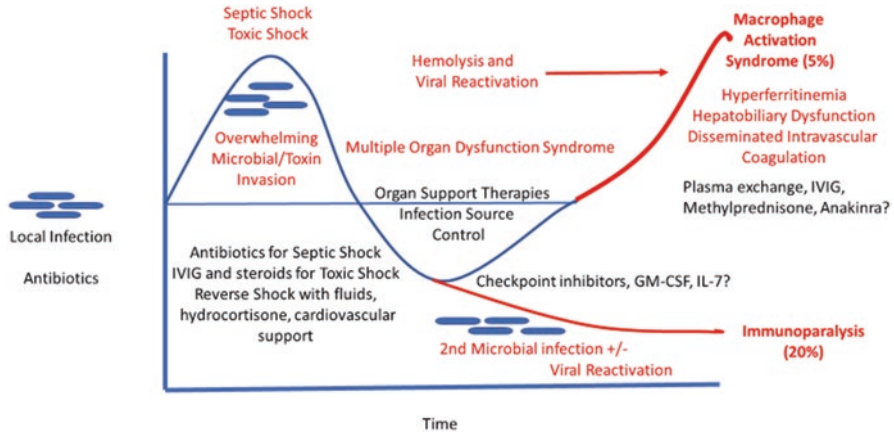 Septic Shock
Toxic Shock
Overwhelming
Microbial/Toxin
Invasion
Hemolysis and
Viral Reactivation
Macrophage
Activation
Syndrome (5%)
Hyperferritinemia
Hepatobiliary Dysfunction
Disseminated Intravascular
Coagulation
Plasma exchange, IVIG,
Methylprednisone, Anakinra?
Multiple Organ Dysfunction Syndrome
Organ Support Therapies
Infection Source
Control
Local Infection
Antibiotics
Antibiotics for Septic Shock
IVIG and steroids for Toxic Shock
Reverse Shock with fluids,
hydrocortisone, cardiovascular
support
Checkpoint inhibitors, GM-CSF, IL-7?
2nd Microbial infection +/-
Viral Reactivation
Immunoparalysis
(20%)
Time